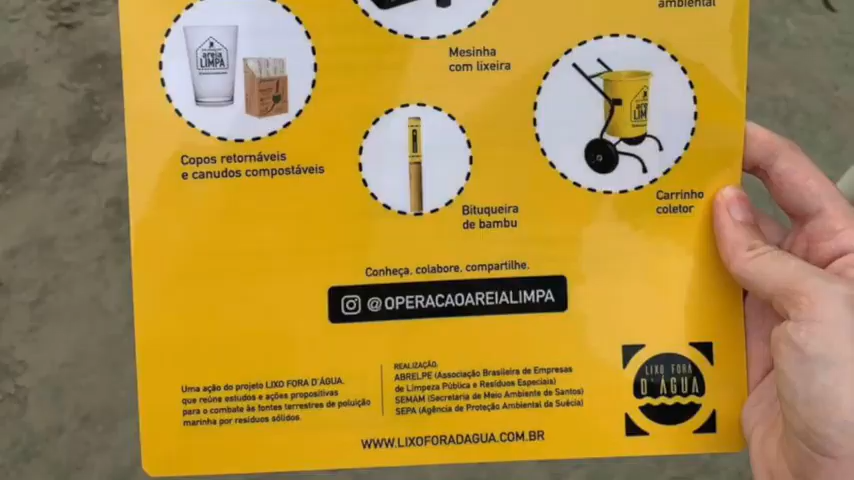 ambiental
areia
LIMPA
Mesinha
com lixeira
areia
LIMPA
Copos retornáveis
e canudos compostáveis
Bituqueira
de bambu
Carrinho
coletor
Conheça, colabore, compartilhe.
@OPERACAOAREIALIMPA
Uma ação do projeto LIXO FORA D'ÁGUA,
que reúne estudos e ações propositivas
para o combate às fontes terrestres de poluição
marinha por resíduos sólidos.
REALIZAÇÃO:
ABRELPE (Associação Brasileira de Empresas
de Limpeza Pública e Resíduos Especiais)
SEMAM (Secretaria de Meio Ambiente de Santos)
SEPA (Agência de Proteção Ambiental da Suécia)
LIXO FORA
D'ÁGUA
WWW.LIXOFORADAGUA.COM.BR